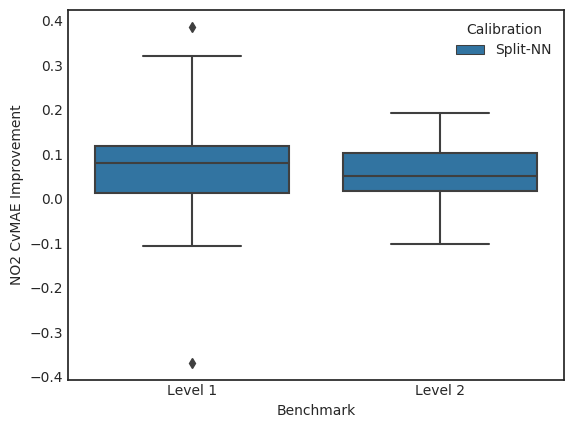 0.4
0.3
0.2
0.1
0.0
−0.1
−0.2
−0.3
−0.4
NO2 CvMAE Improvement
Calibration
Split-NN
Level 1
Level 2
Benchmark